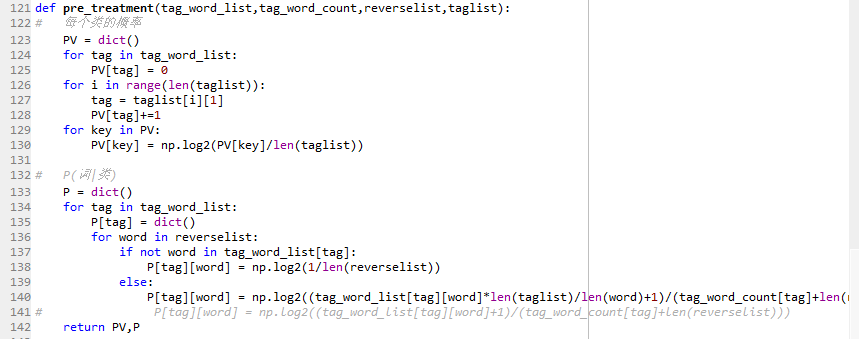 121 def pre_treatment(tag_word_list,tag_word_count,reverselist,taglist):
122 #   每个类的概率
123     PV = dict()
124     for tag in tag_word_list:
125         PV[tag] = 0
126     for i in range(len(taglist)):
127         tag = taglist[i][1]
128         PV[tag]+=1
129     for key in PV:
130         PV[key] = np.log2(PV[key]/len(taglist))
131
132 #   P(词|类)
133     P = dict()
134     for tag in tag_word_list:
135         P[tag] = dict()
136         for word in reverselist:
137             if not word in tag_word_list[tag]:
138                 P[tag][word] = np.log2(1/len(reverselist))
139             else:
140                 P[tag][word] = np.log2((tag_word_list[tag][word]*len(taglist)/len(word)+1)/(tag_word_count[tag]+len(
141 #                P[tag][word] = np.log2((tag_word_list[tag][word]+1)/(tag_word_count[tag]+len(reverselist)))
142     return PV,P